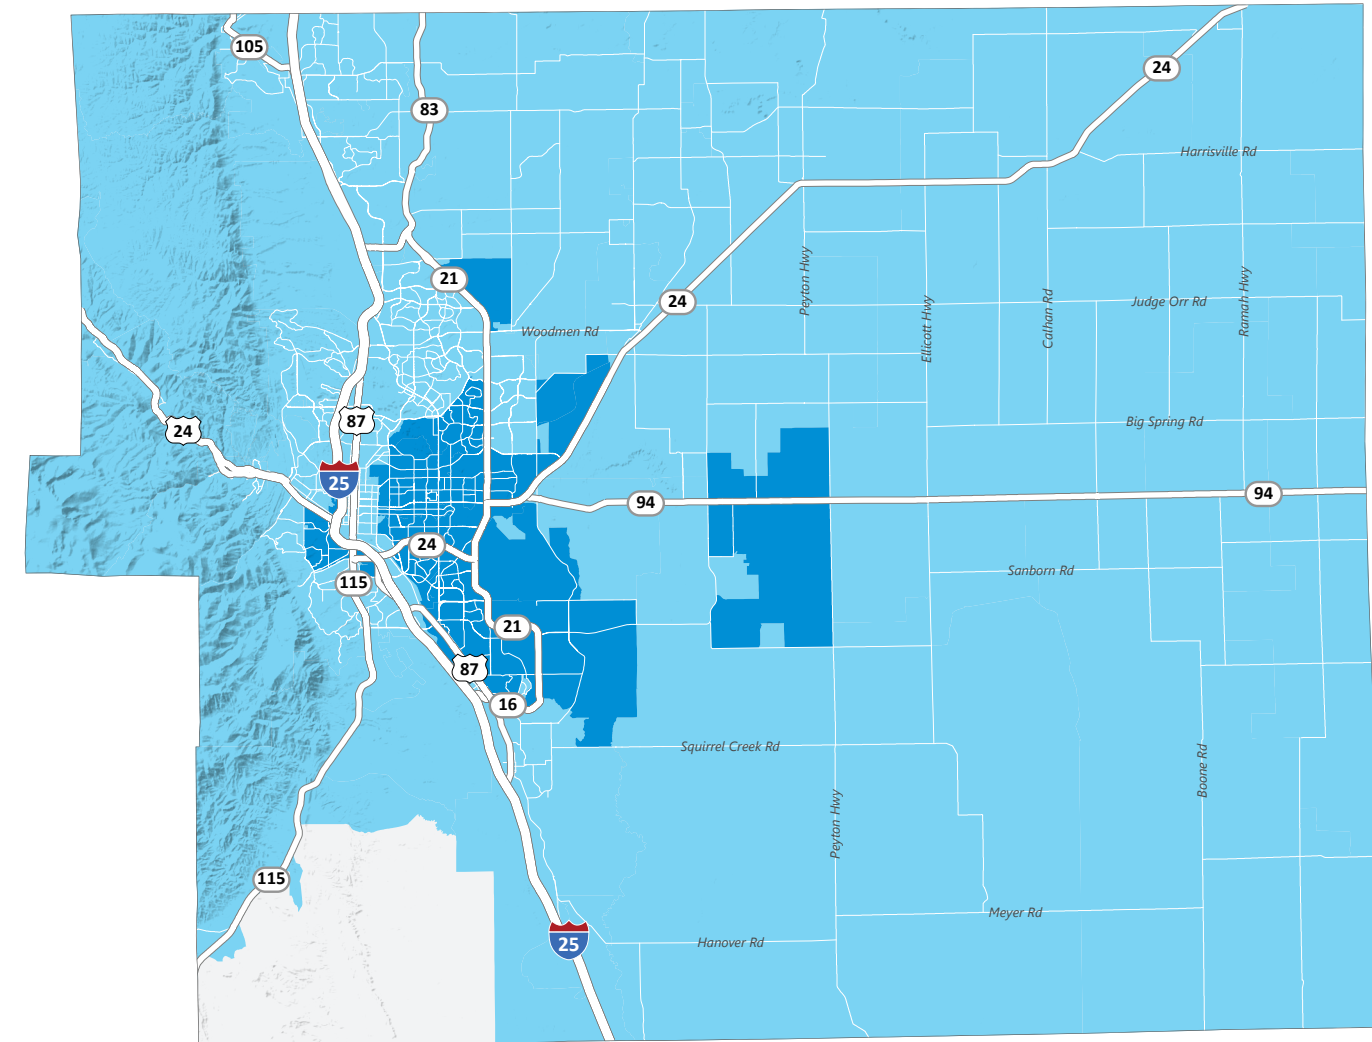 105
24
83
Harrisville Rd
21
Peyton Hwy
24
Judge Orr Rd
Ramah Hwy
Calhan Rd
Ellicott Hwy
Woodmen Rd
87
24
Big Spring Rd
25
94
94
24
Sanborn Rd
115
21
87
16
Squirrel Creek Rd
Boone Rd
Peyton Hwy
115
Meyer Rd
25
Hanover Rd